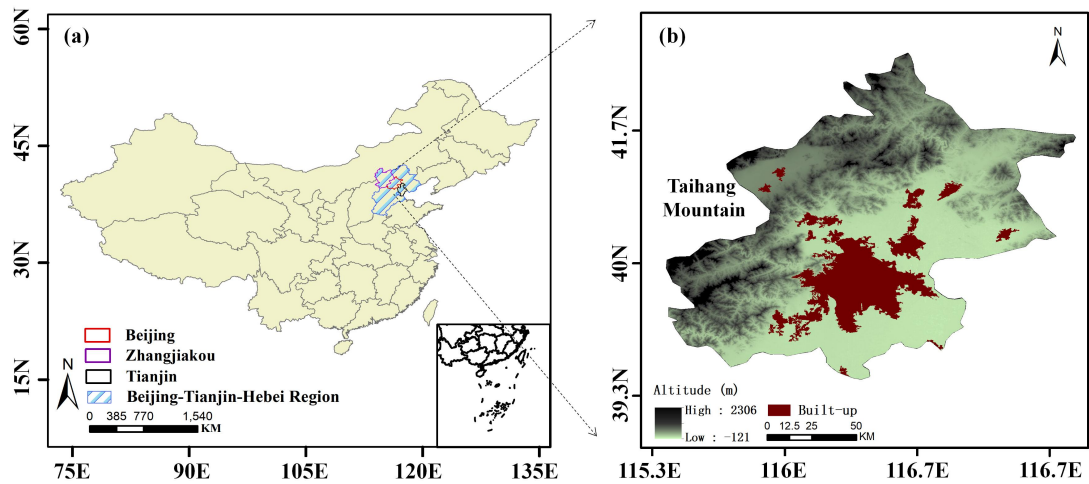 (a)
60N
45N
30N
15N
75E
90E
105E
120E
135E
Beijing
Zhangjiakou
Tianjin
Beijing-Tianjin-Hebei Region
N
0 385 770 1,540
KM
(b)
N
41.7N
40N
39.3N
Taihang
Mountain
Altitude (m)
High : 2306
Low : -121
Built-up
0 12.5 25 50
KM
115.3E
116E
116.7E
116.7E